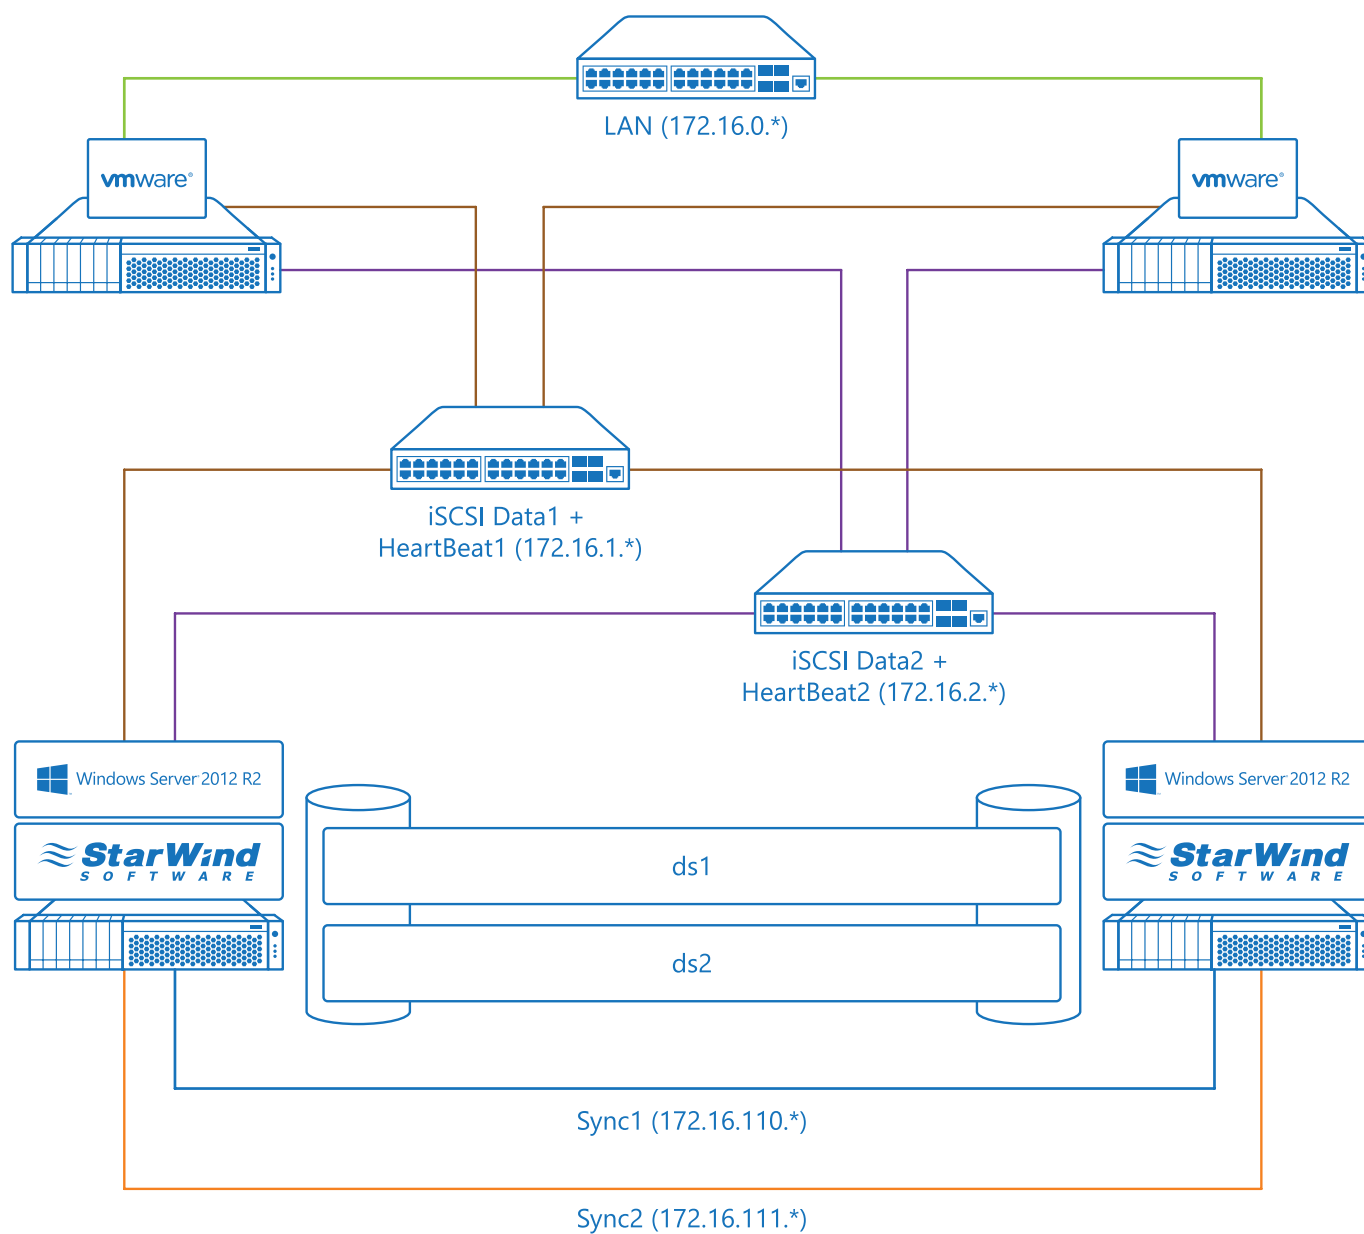 LAN (172.16.0.*)
vmware®
vmware®
iSCSI Data1 +
HeartBeat1 (172.16.1.*)
iSCSI Data2 +
HeartBeat2 (172.16.2.*)
Windows Server 2012 R2
Windows Server 2012 R2
StarWind
SOFTWARE
StarWind
SOFTWARE
ds1
ds2
Sync1 (172.16.110.*)
Sync2 (172.16.111.*)